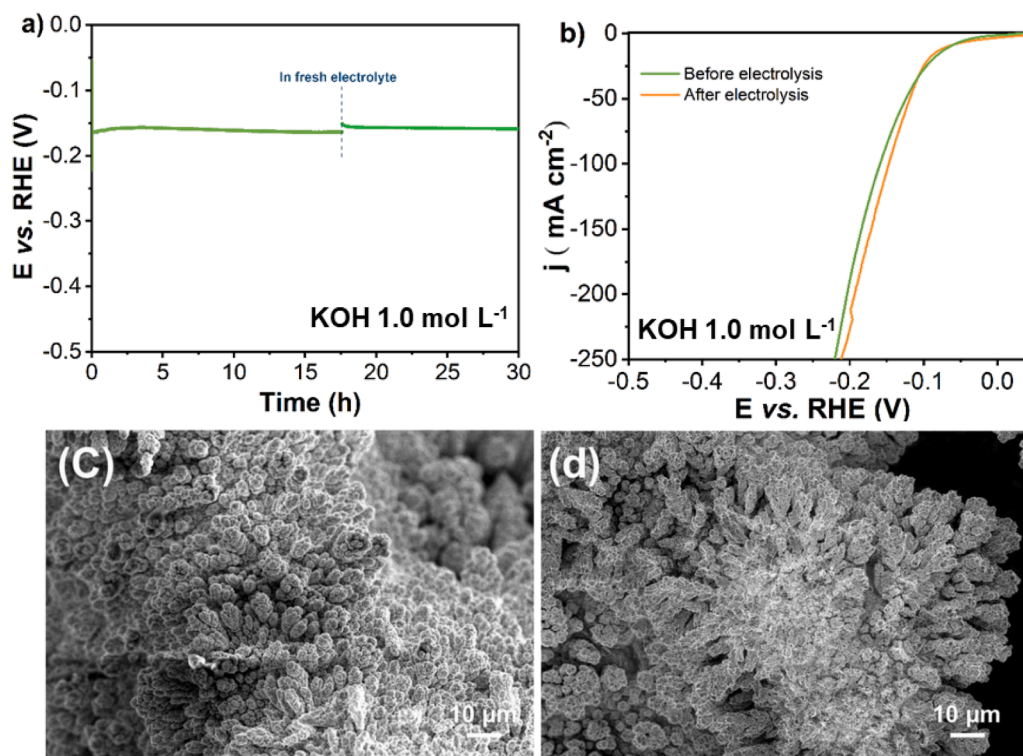 a)
0.0
-0.1
-0.2
-0.3
-0.4
-0.5
E vs. RHE (V)
In fresh electrolyte
KOH 1.0 mol L⁻¹
0 5 10 15 20 25 30
Time (h)
b)
0
-50
-100
-150
-200
-250
j ( mA cm⁻²)
Before electrolysis
After electrolysis
KOH 1.0 mol L⁻¹
-0.5 -0.4 -0.3 -0.2 -0.1 0.0
E vs. RHE (V)
(C)
10 μm
(d)
10 μm